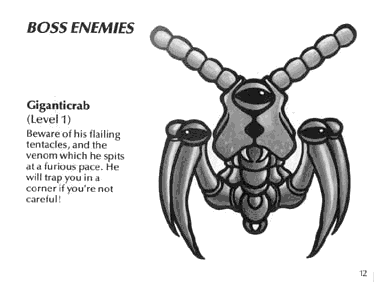 BOSS ENEMIES
Giganticrab
(Level 1)
Beware of his flailing
tentacles, and the
venom which he spits
at a furious pace. He
will trap you in a
corner if you're not
careful!
12